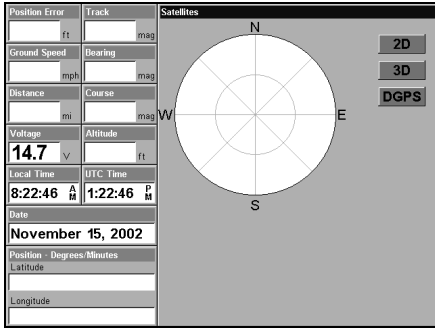 Position Error
ft
Track
mag
Ground Speed
mph
Bearing
mag
Distance
mi
Course
mag
Voltage
14.7 V
Altitude
ft
Local Time
8:22:46 AM
UTC Time
1:22:46 PM
Date
November 15, 2002
Position - Degrees/Minutes
Latitude
Longitude
Satellites
N
W
E
S
2D
3D
DGPS